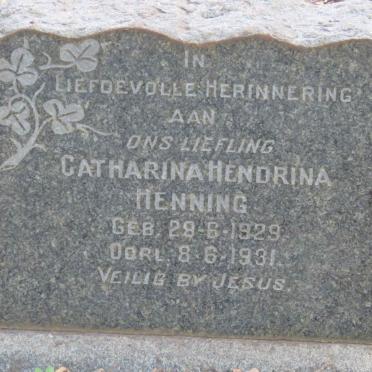 IN
LIEFDEVOLLE HERINNERING
AAN
ONS LIEFLING
CATHARINA HENDRINA
HENNING
GEB. 29-6-1929
OORL. 8-6-1931.
VEILIG BY JESUS.